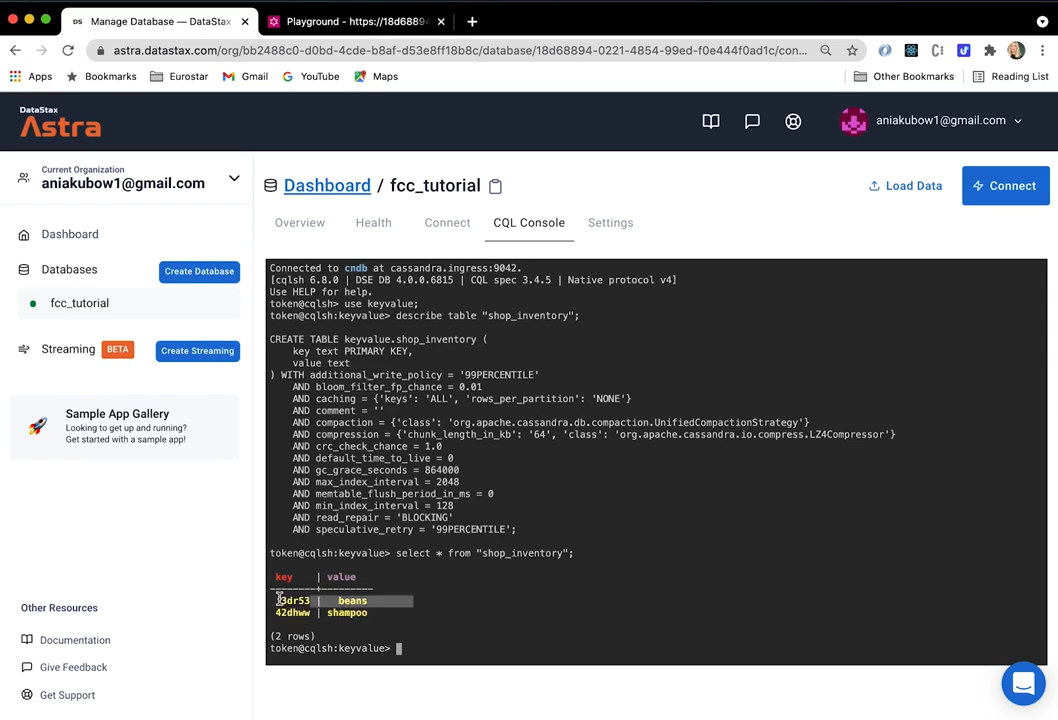 DS Manage Database — DataStax
Playground - https://18d6889
astra.datastax.com/org/bb2488c0-d0bd-4cde-b8af-d53e8ff18b8c/database/18d68894-0221-4854-99ed-f0e444f0ad1c/con...
Apps
Bookmarks
Eurostar
Gmail
YouTube
Maps
Other Bookmarks
Reading List
DataStax
Astra
aniakubow1@gmail.com
Current Organization
aniakubow1@gmail.com
Dashboard
Databases
Create Database
fcc_tutorial
Streaming BETA
Create Streaming
Sample App Gallery
Looking to get up and running?
Get started with a sample app!
Other Resources
Documentation
Give Feedback
Get Support
Dashboard / fcc_tutorial
Load Data
Connect
Overview
Health
Connect
CQL Console
Settings
Connected to cndb at cassandra.ingress:9042.
[cqlsh 6.8.0 | DSE DB 4.0.0.6815 | CQL spec 3.4.5 | Native protocol v4]
Use HELP for help.
token@cqlsh> use keyvalue;
token@cqlsh:keyvalue> describe table "shop_inventory";
CREATE TABLE keyvalue.shop_inventory (
key text PRIMARY KEY,
value text
) WITH additional_write_policy = '99PERCENTILE'
AND bloom_filter_fp_chance = 0.01
AND caching = {'keys': 'ALL', 'rows_per_partition': 'NONE'}
AND comment = ''
AND compaction = {'class': 'org.apache.cassandra.db.compaction.UnifiedCompactionStrategy'}
AND compression = {'chunk_length_in_kb': '64', 'class': 'org.apache.cassandra.io.compress.LZ4Compressor'}
AND crc_check_chance = 1.0
AND default_time_to_live = 0
AND gc_grace_seconds = 864000
AND max_index_interval = 2048
AND memtable_flush_period_in_ms = 0
AND min_index_interval = 128
AND read_repair = 'BLOCKING'
AND speculative_retry = '99PERCENTILE';
token@cqlsh:keyvalue> select * from "shop_inventory";
key | value
--------+---------
| beans
42dhww | shampoo
(2 rows)
token@cqlsh:keyvalue>